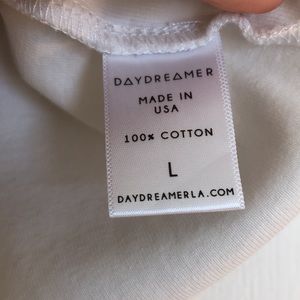 DAYDREAMER
MADE IN
USA
100% COTTON
L
DAYDREAMERLA.COM